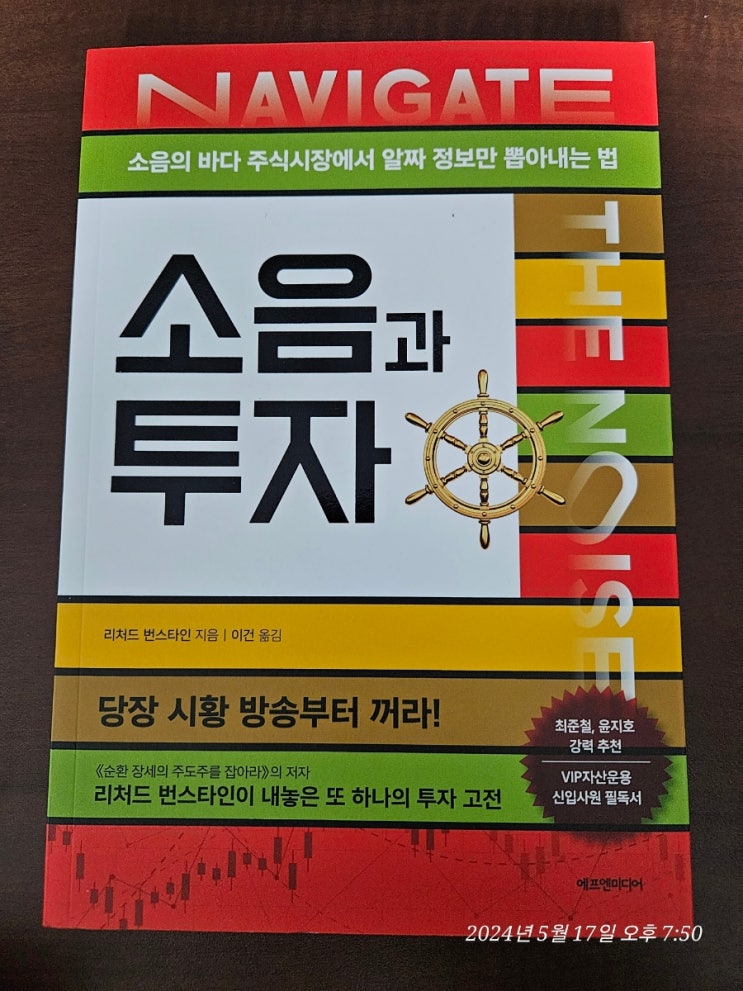 NAVIGATE
소음의 바다 주식시장에서 알짜 정보만 뽑아내는 법
THE NOISE
소음과
투자
리처드 번스타인 지음 | 이건 옮김
당장 시황 방송부터 꺼라!
최준철, 윤지호
강력 추천
VIP자산운용
신입사원 필독서
《순환 장세의 주도주를 잡아라》의 저자
리처드 번스타인이 내놓은 또 하나의 투자 고전
에프엔미디어
2024년 5월 17일 오후 7:50